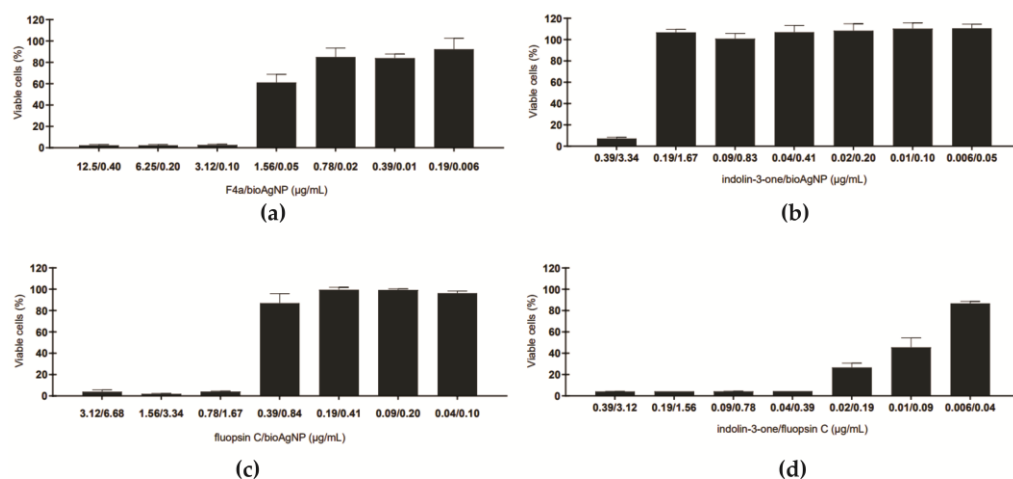 120
100
80
60
40
20
0
Viable cells (%)
12.5/0.40 6.25/0.20 3.12/0.10 1.56/0.05 0.78/0.02 0.39/0.01 0.19/0.006
F4a/bioAgNP (µg/mL)
(a)
120
100
80
60
40
20
0
Viable cells (%)
0.39/3.34 0.19/1.67 0.09/0.83 0.04/0.41 0.02/0.20 0.01/0.10 0.006/0.05
indolin-3-one/bioAgNP (µg/mL)
(b)
120
100
80
60
40
20
0
Viable cells (%)
3.12/6.68 1.56/3.34 0.78/1.67 0.39/0.84 0.19/0.41 0.09/0.20 0.04/0.10
fluopsin C/bioAgNP (µg/mL)
(c)
120
100
80
60
40
20
0
Viable cells (%)
0.39/3.12 0.19/1.56 0.09/0.78 0.04/0.39 0.02/0.19 0.01/0.09 0.006/0.04
indolin-3-one/fluopsin C (µg/mL)
(d)